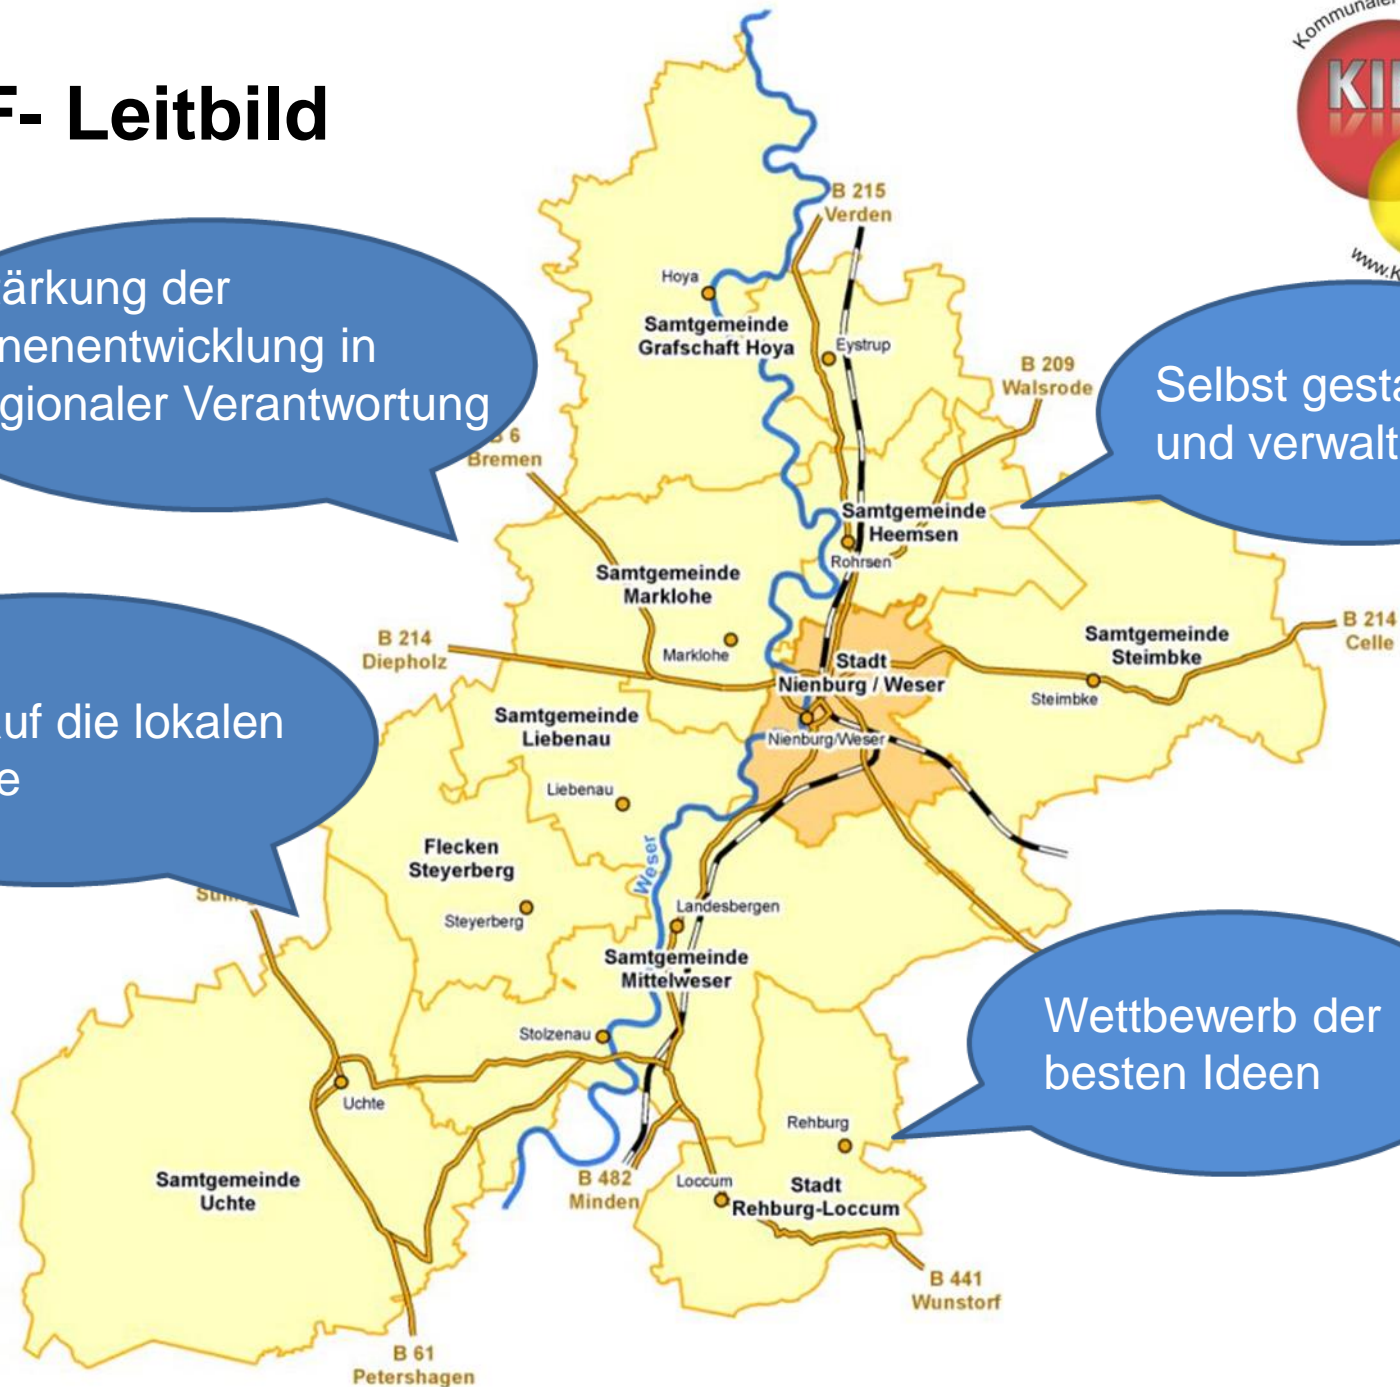 F- Leitbild
Kommunaler
KI
www.k
ärkung der
nenentwicklung in
gionaler Verantwortung
Selbst gesta
und verwalt
uf die lokalen
e
Wettbewerb der
besten Ideen
B 215
Verden
Hoya
Samtgemeinde
Grafschaft Hoya
Eystrup
B 209
Walsrode
B 6
Bremen
Samtgemeinde
Heemsen
Rohrsen
Samtgemeinde
Marklohe
Marklohe
B 214
Diepholz
B 214
Celle
Samtgemeinde
Steimbke
Steimbke
Stadt
Nienburg / Weser
Nienburg/Weser
Samtgemeinde
Liebenau
Liebenau
Flecken
Steyerberg
Steyerberg
Weser
Landesbergen
Samtgemeinde
Mittelweser
Stolzenau
Uchte
Samtgemeinde
Uchte
Rehburg
B 482
Minden
Loccum
Stadt
Rehburg-Loccum
B 441
Wunstorf
B 61
Petershagen